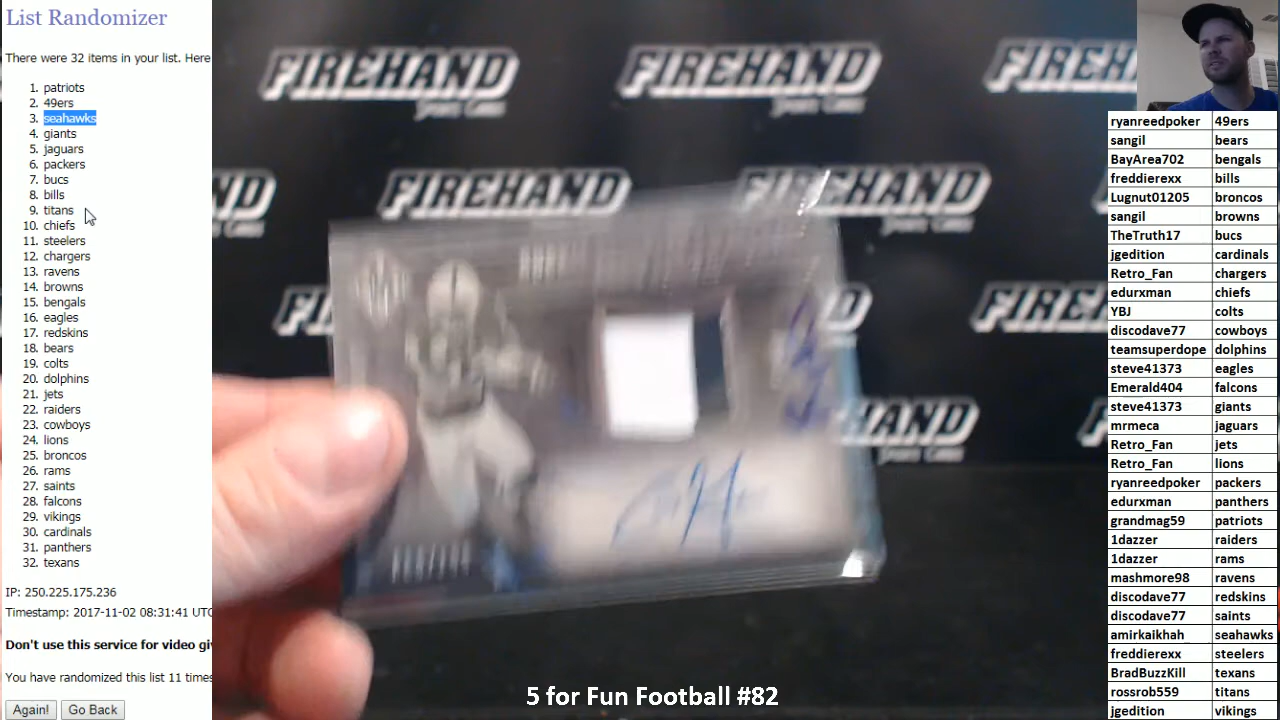 List Randomizer
There were 32 items in your list. Here
1. patriots
2. 49ers
3. seahawks
4. giants
5. jaguars
6. packers
7. bucs
8. bills
9. titans
10. chiefs
11. steelers
12. chargers
13. ravens
14. browns
15. bengals
16. eagles
17. redskins
18. bears
19. colts
20. dolphins
21. jets
22. raiders
23. cowboys
24. lions
25. broncos
26. rams
27. saints
28. falcons
29. vikings
30. cardinals
31. panthers
32. texans
IP: 250.225.175.236
Timestamp: 2017-11-02 08:31:41 UTC
Don't use this service for video gi
You have randomized this list 11 times
Again! Go Back
FIREHAND
FIREHAND
FIREHAND
FIREHAND
FIREHAND
5 for Fun Football #82
ryanreedpoker 49ers
sangil bears
BayArea702 bengals
freddierexx bills
Lugnut01205 broncos
sangil browns
TheTruth17 bucs
jgedition cardinals
Retro_Fan chargers
edurxman chiefs
YBJ colts
discodave77 cowboys
teamsuperdope dolphins
steve41373 eagles
Emerald404 falcons
steve41373 giants
mrmeca jaguars
Retro_Fan jets
Retro_Fan lions
ryanreedpoker packers
edurxman panthers
grandmag59 patriots
1dazzer raiders
1dazzer rams
mashmore98 ravens
discodave77 redskins
discodave77 saints
amirkaikhah seahawks
freddierexx steelers
BradBuzzKill texans
rossrob559 titans
jgedition vikings